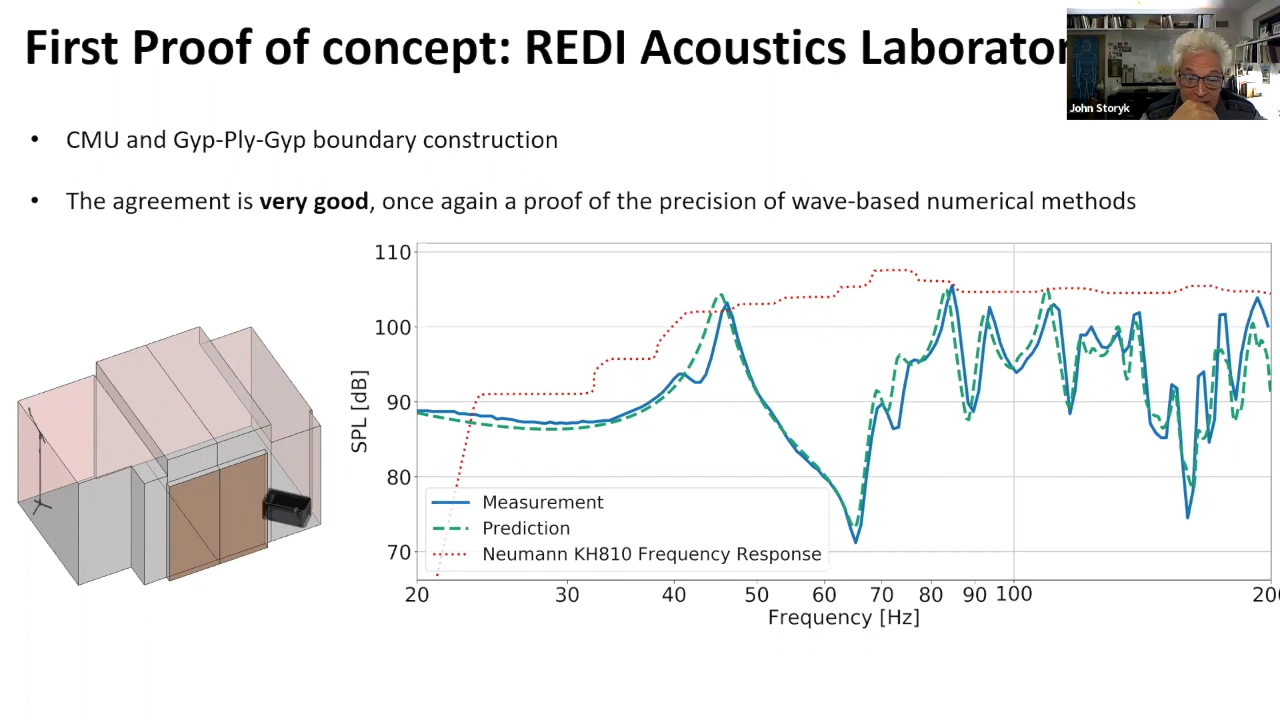 First Proof of concept: REDI Acoustics Laborator
John Storyk
• CMU and Gyp-Ply-Gyp boundary construction
• The agreement is very good, once again a proof of the precision of wave-based numerical methods
110
100
90
80
70
SPL [dB]
Measurement
Prediction
Neumann KH810 Frequency Response
20 30 40 50 60 70 80 90 100 20
Frequency [Hz]